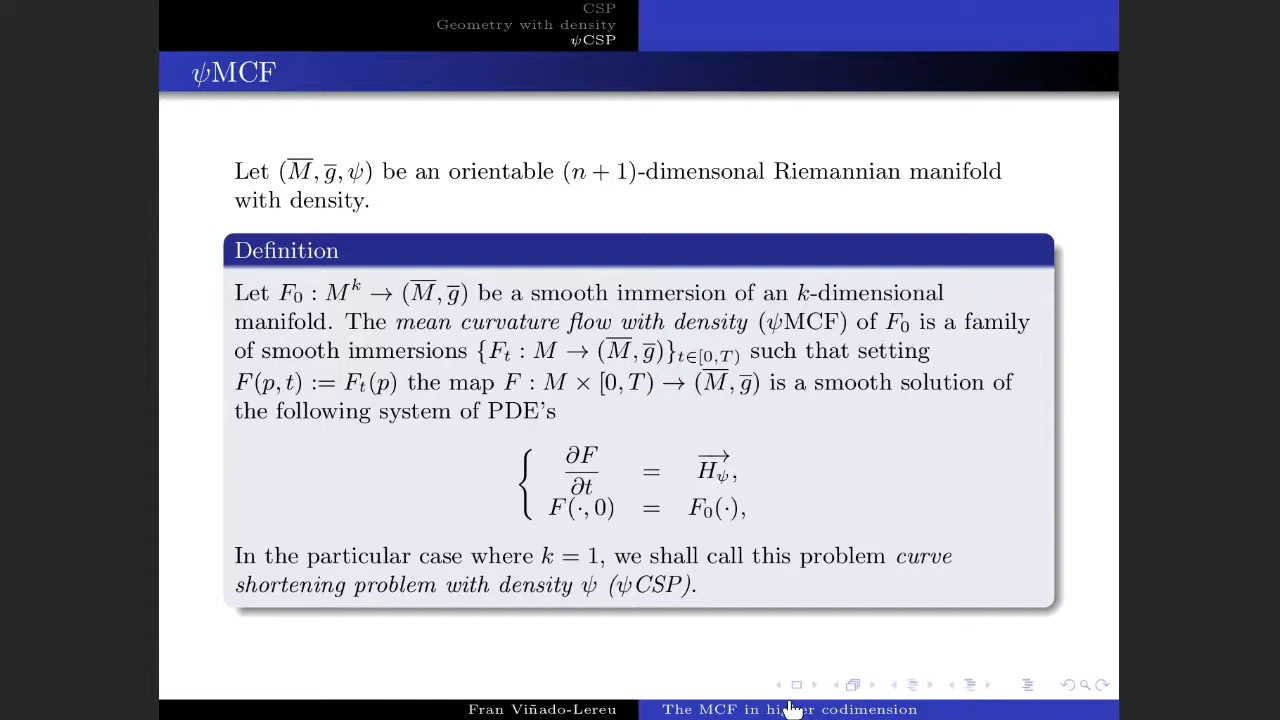 CSP
Geometry with density
ψCSP
ψMCF
Let (M̅, g̅, ψ) be an orientable (n + 1)-dimensonal Riemannian manifold
with density.
Definition
Let F₀ : Mᵏ → (M̅, g̅) be a smooth immersion of an k-dimensional
manifold. The mean curvature flow with density (ψMCF) of F₀ is a family
of smooth immersions {Fₜ : M → (M̅, g̅)}ₜ∈[0,T) such that setting
F(p, t) := Fₜ(p) the map F : M × [0, T) → (M̅, g̅) is a smooth solution of
the following system of PDE's
{ ∂F/∂t = H⃗ψ,
F(·, 0) = F₀(·),
In the particular case where k = 1, we shall call this problem curve
shortening problem with density ψ (ψCSP).
Fran Viñado-Lereu The MCF in higher codimension